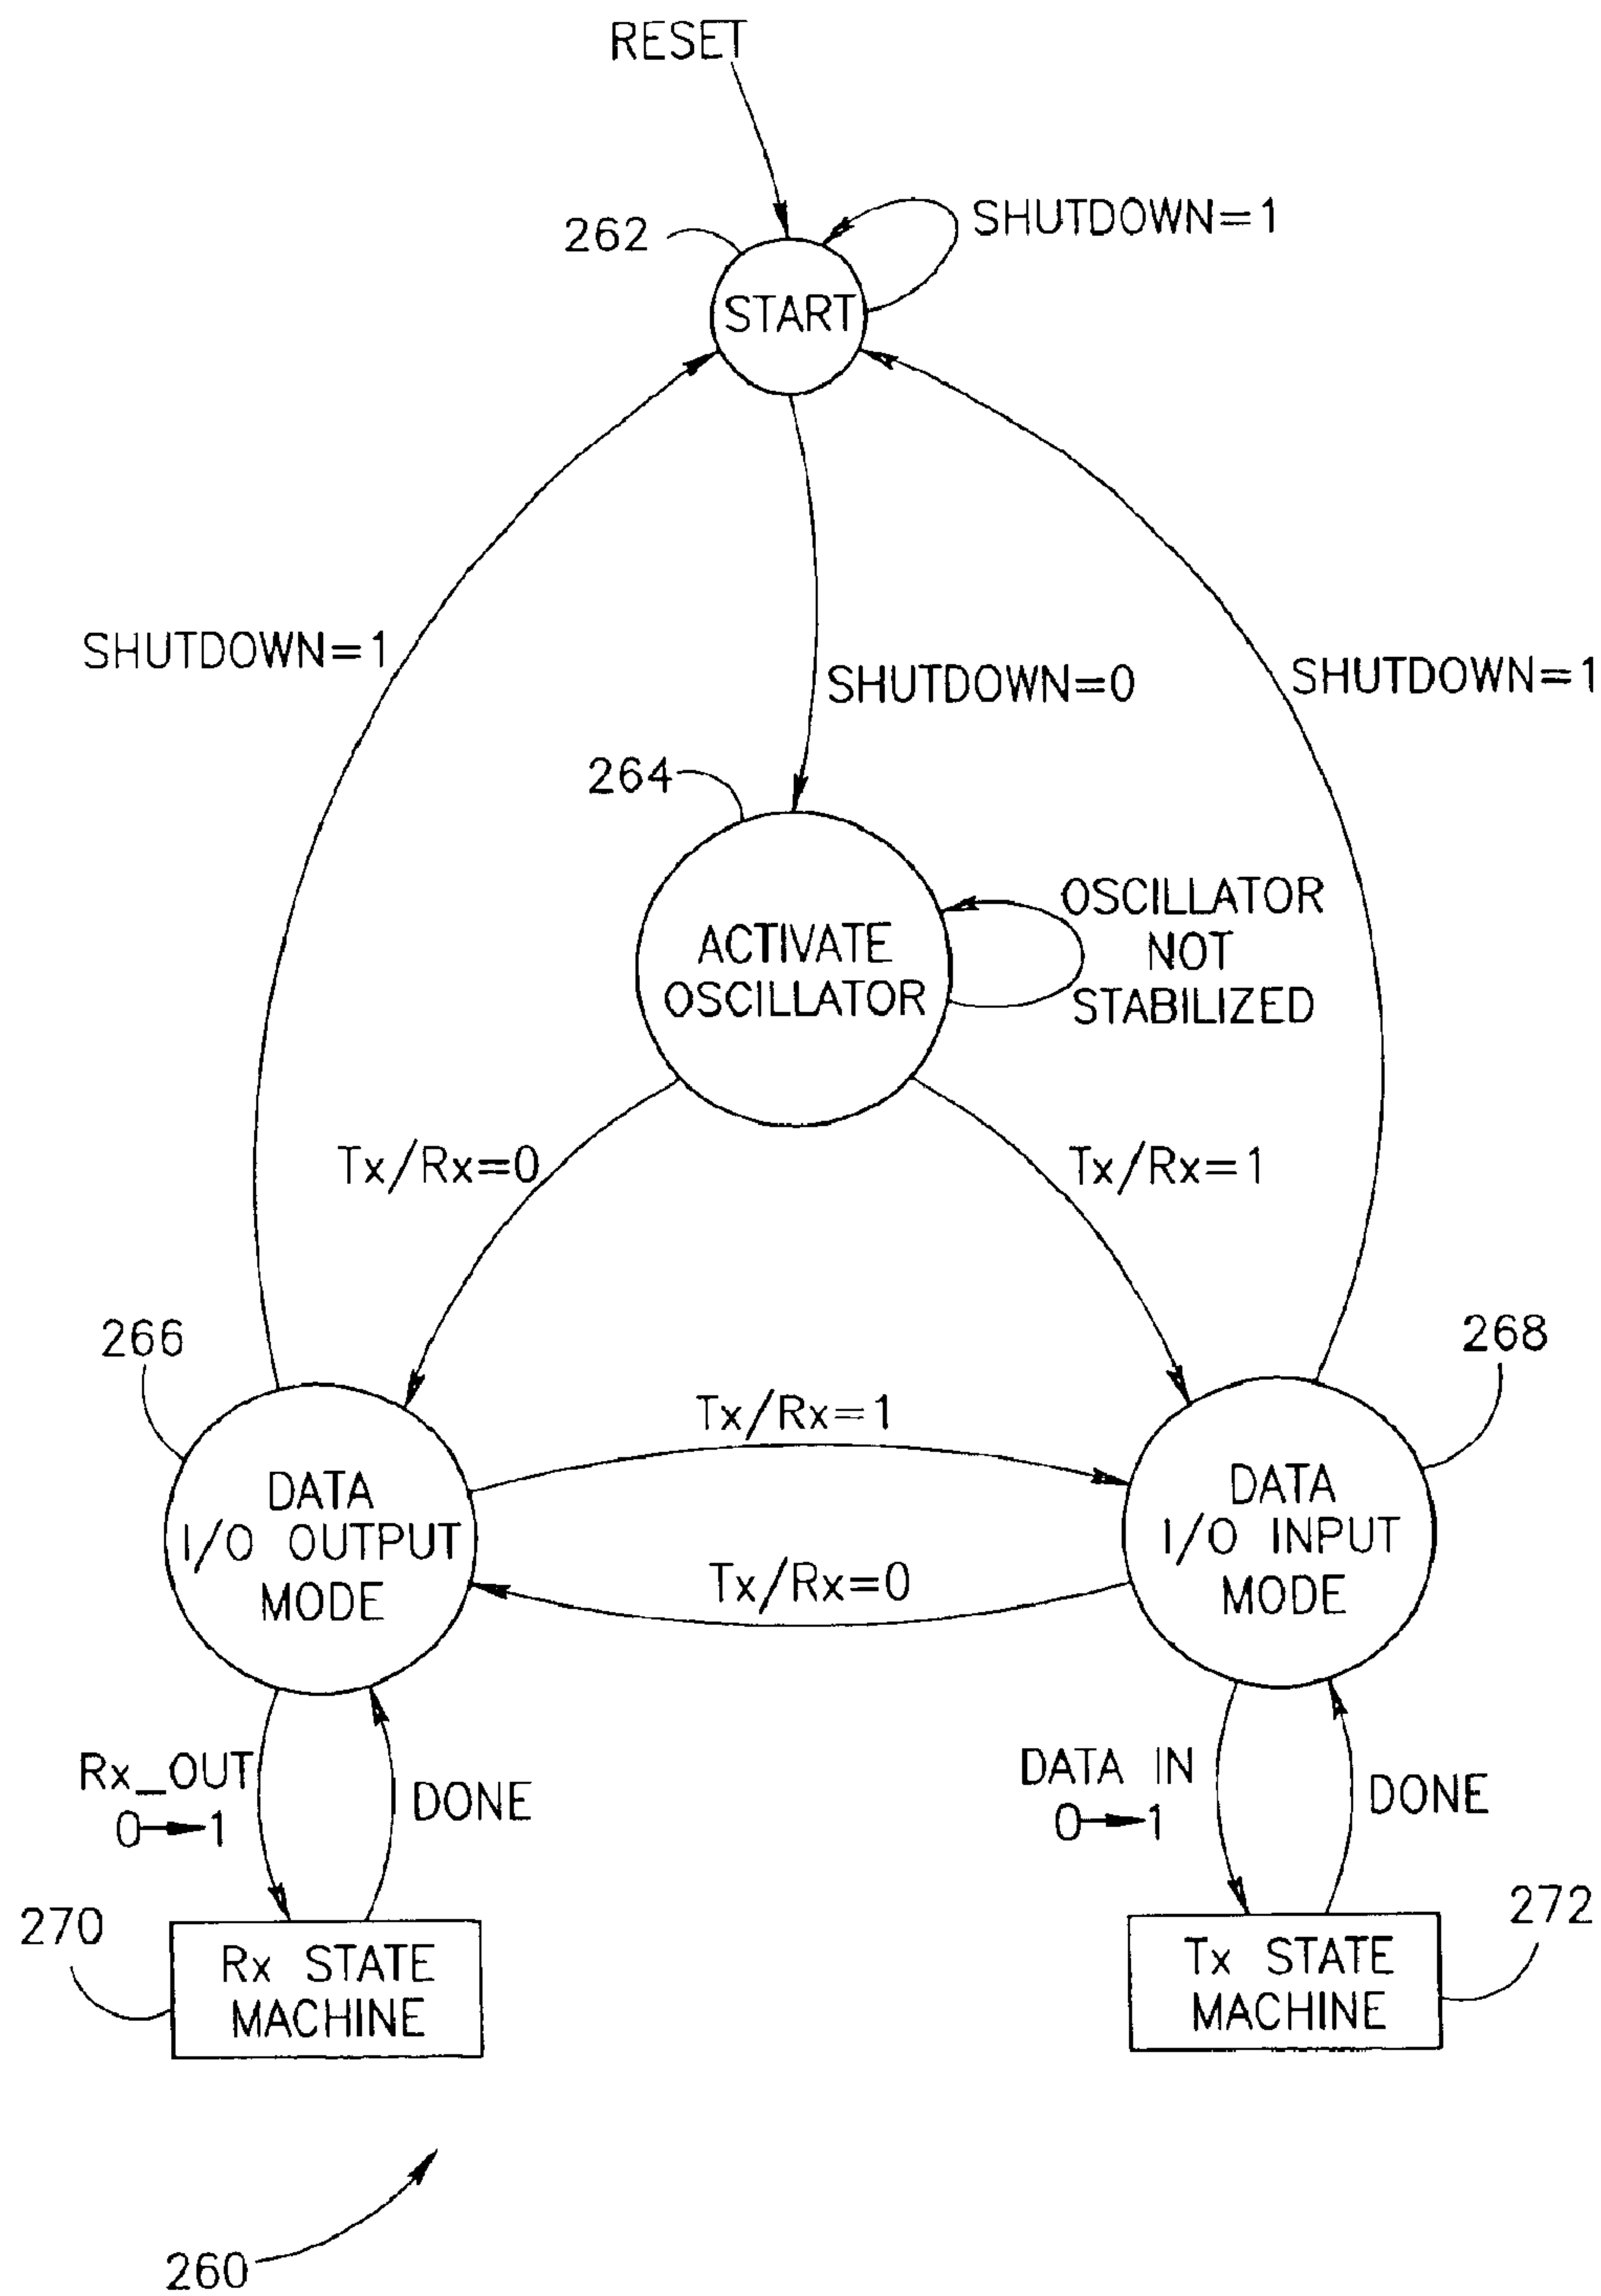 RESET
262
SHUTDOWN=1
START
SHUTDOWN=1
SHUTDOWN=0
SHUTDOWN=1
264
ACTIVATE
OSCILLATOR
OSCILLATOR
NOT
STABILIZED
Tx/Rx=0
Tx/Rx=1
266
268
Tx/Rx=1
DATA
I/O OUTPUT
MODE
DATA
I/O INPUT
MODE
Tx/Rx=0
Rx_OUT
0→1
DONE
DATA IN
0→1
DONE
270
Rx STATE
MACHINE
272
Tx STATE
MACHINE
260